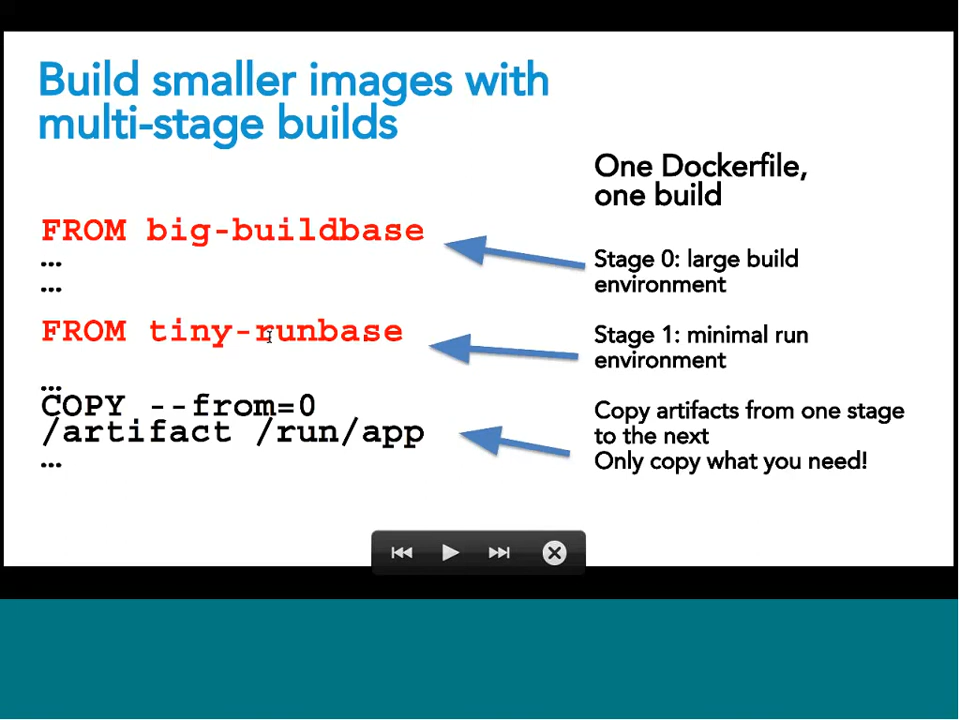 Build smaller images with
multi-stage builds
One Dockerfile,
one build
FROM big-buildbase
...
...
Stage 0: large build
environment
FROM tiny-runbase
Stage 1: minimal run
environment
...
COPY --from=0
/artifact /run/app
...
Copy artifacts from one stage
to the next
Only copy what you need!